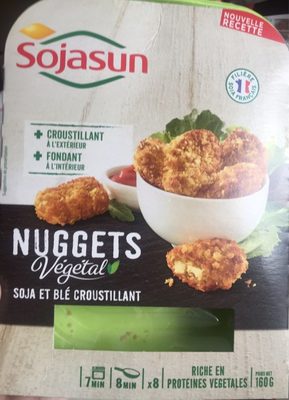 NOUVELLE
RECETTE
Sojasun
FILIÈRE
SOJA FRANÇAIS
+ CROUSTILLANT
À L'EXTÉRIEUR
+ FONDANT
À L'INTÉRIEUR
NUGGETS
Végétal
SOJA ET BLÉ CROUSTILLANT
7 MIN
8 MIN
x8
RICHE EN
PROTÉINES VÉGÉTALES
POIDS NET
160G